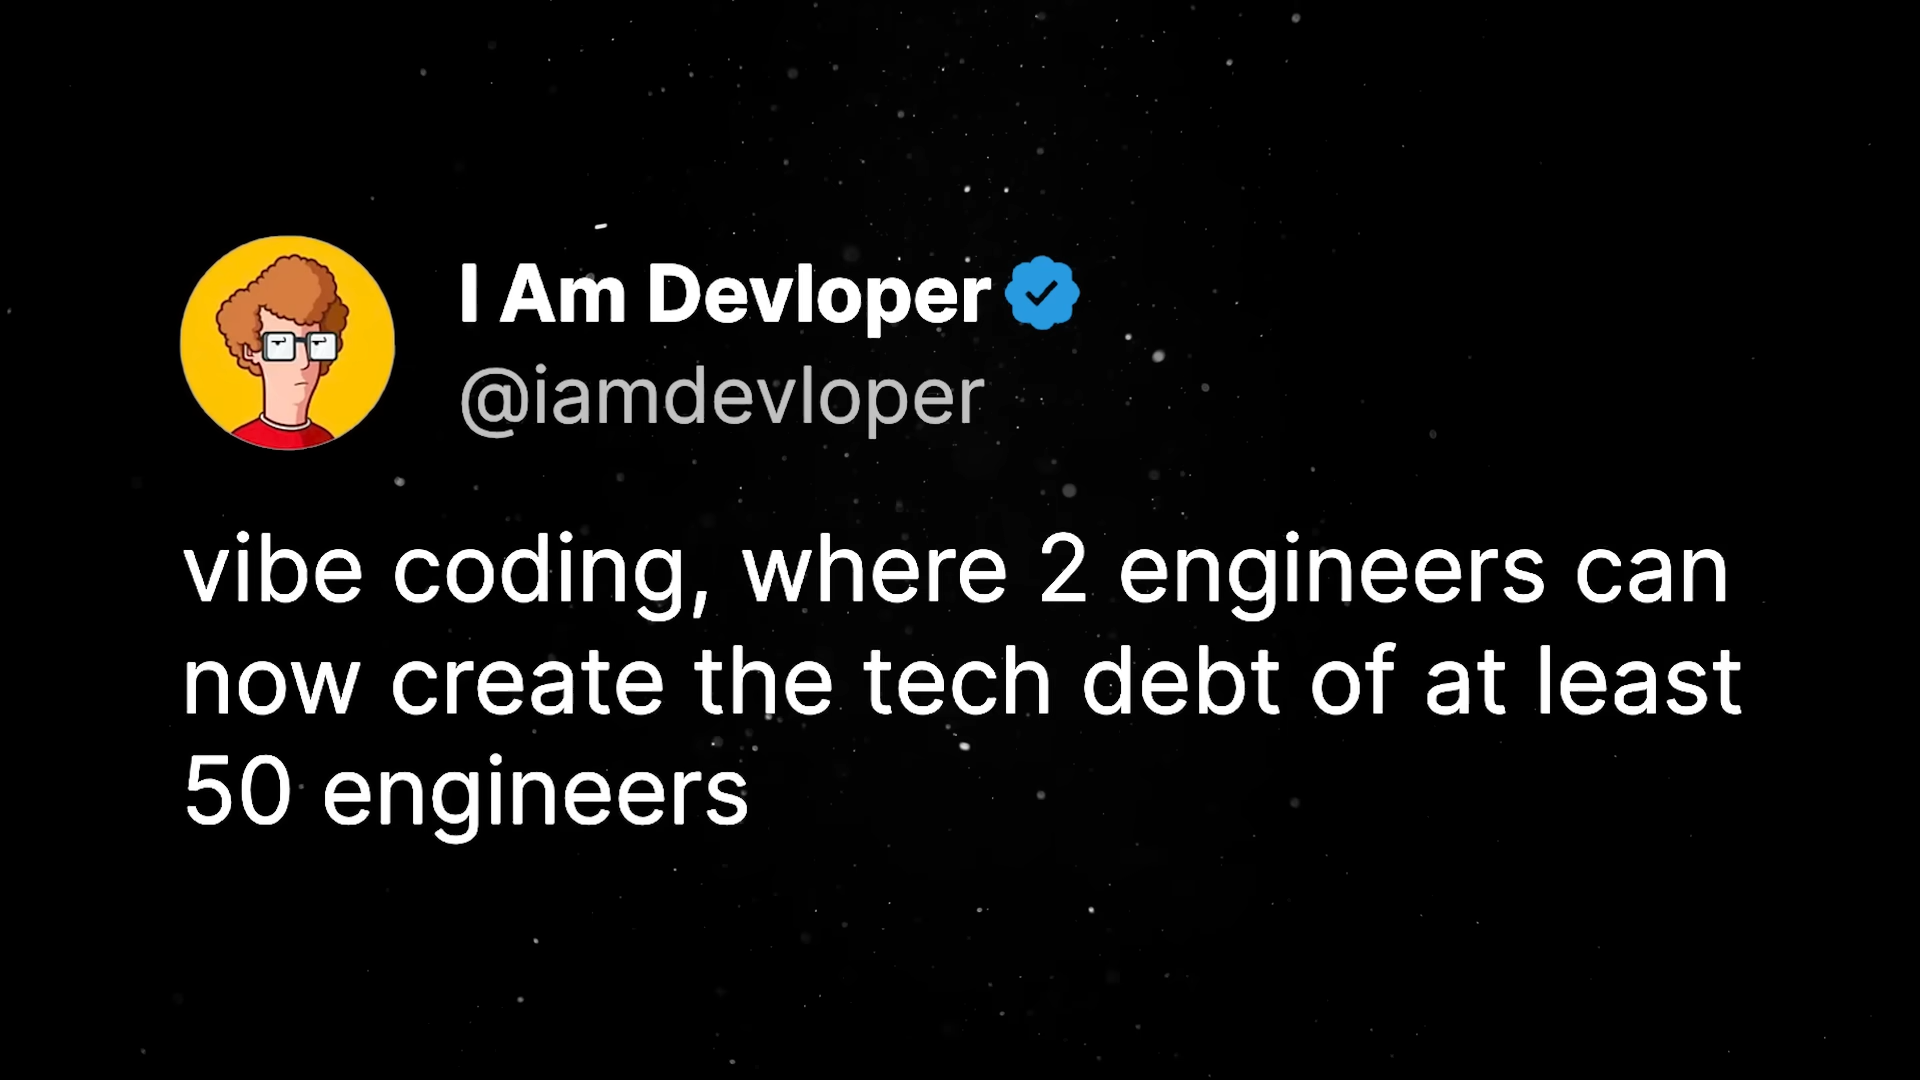 I Am Devloper
@iamdevloper
vibe coding, where 2 engineers can
now create the tech debt of at least
50 engineers